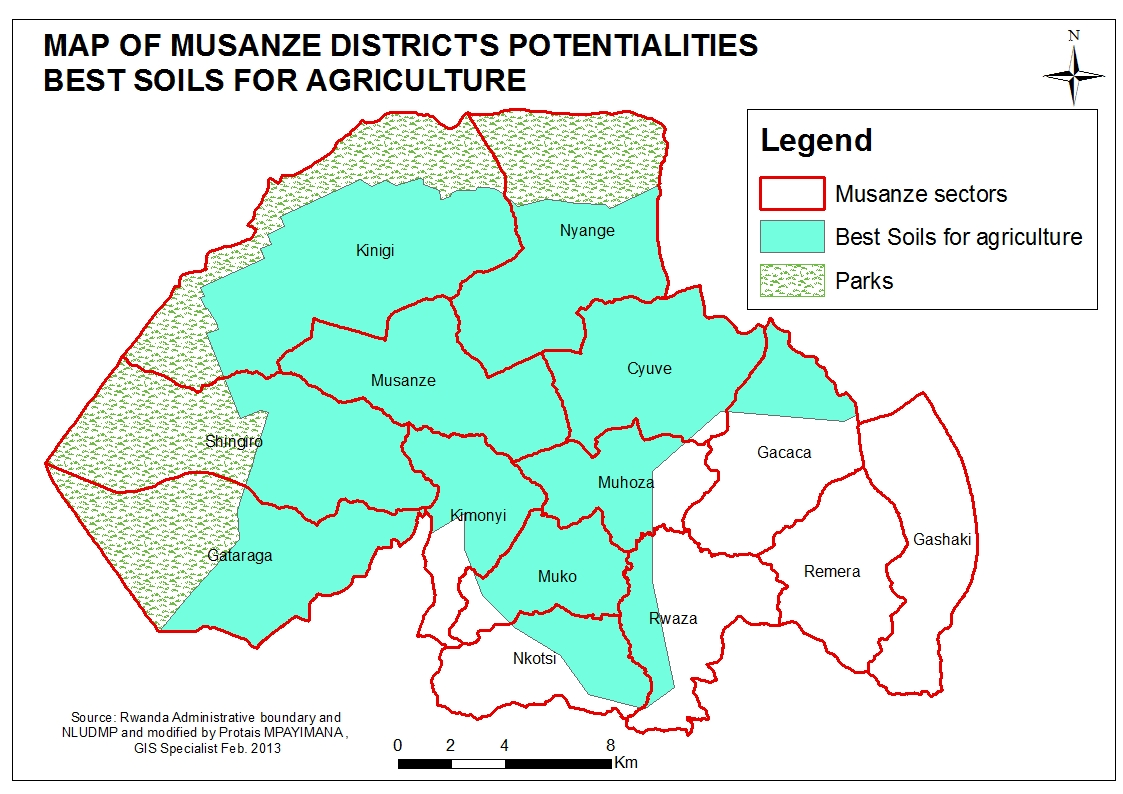 MAP OF MUSANZE DISTRICT'S POTENTIALITIES
BEST SOILS FOR AGRICULTURE
N
Legend
Musanze sectors
Best Soils for agriculture
Parks
Nyange
Kinigi
Cyuve
Musanze
Shingiro
Gacaca
Muhoza
Kimonyi
Gashaki
Gataraga
Remera
Muko
Rwaza
Nkotsi
Source: Rwanda Administrative boundary and
NLUDMP and modified by Protais MPAYIMANA ,
GIS Specialist Feb. 2013
0 2 4 8
Km